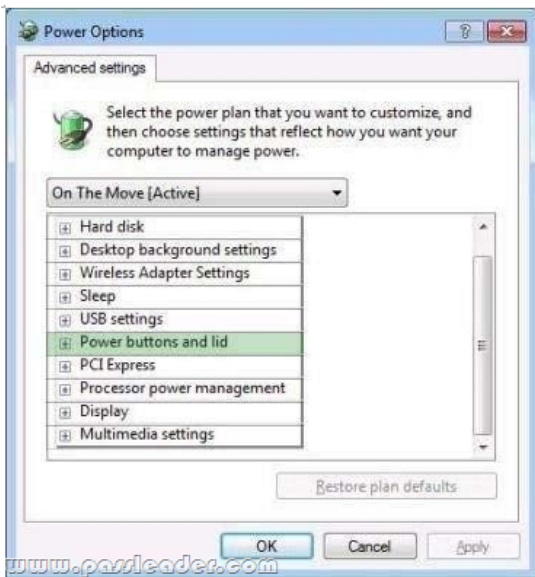 Power Options
Advanced settings
Select the power plan that you want to customize, and
then choose settings that reflect how you want your
computer to manage power.
On The Move [Active]
Hard disk
Desktop background settings
Wireless Adapter Settings
Sleep
USB settings
Power buttons and lid
PCI Express
Processor power management
Display
Multimedia settings
Restore plan defaults
OK
Cancel
Apply
www.passleader.com